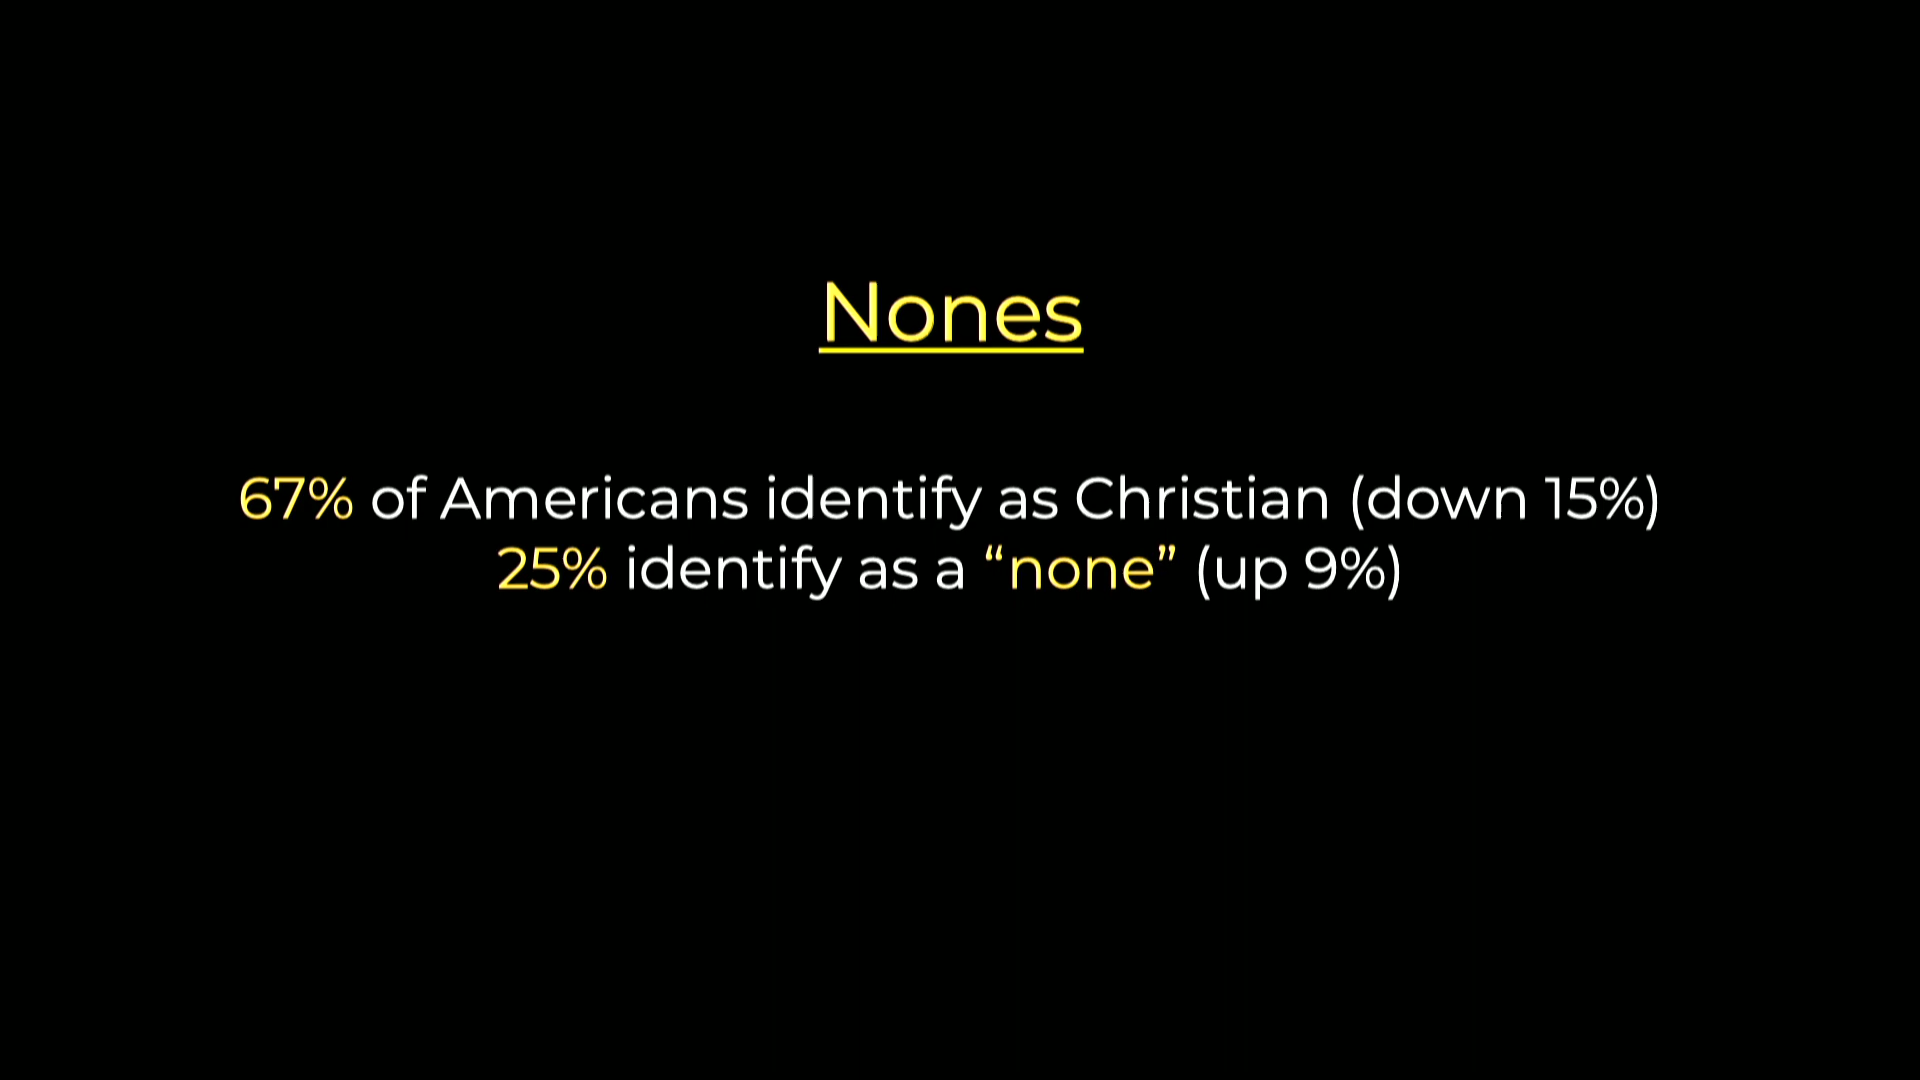 Nones
67% of Americans identify as Christian (down 15%)
25% identify as a “none” (up 9%)